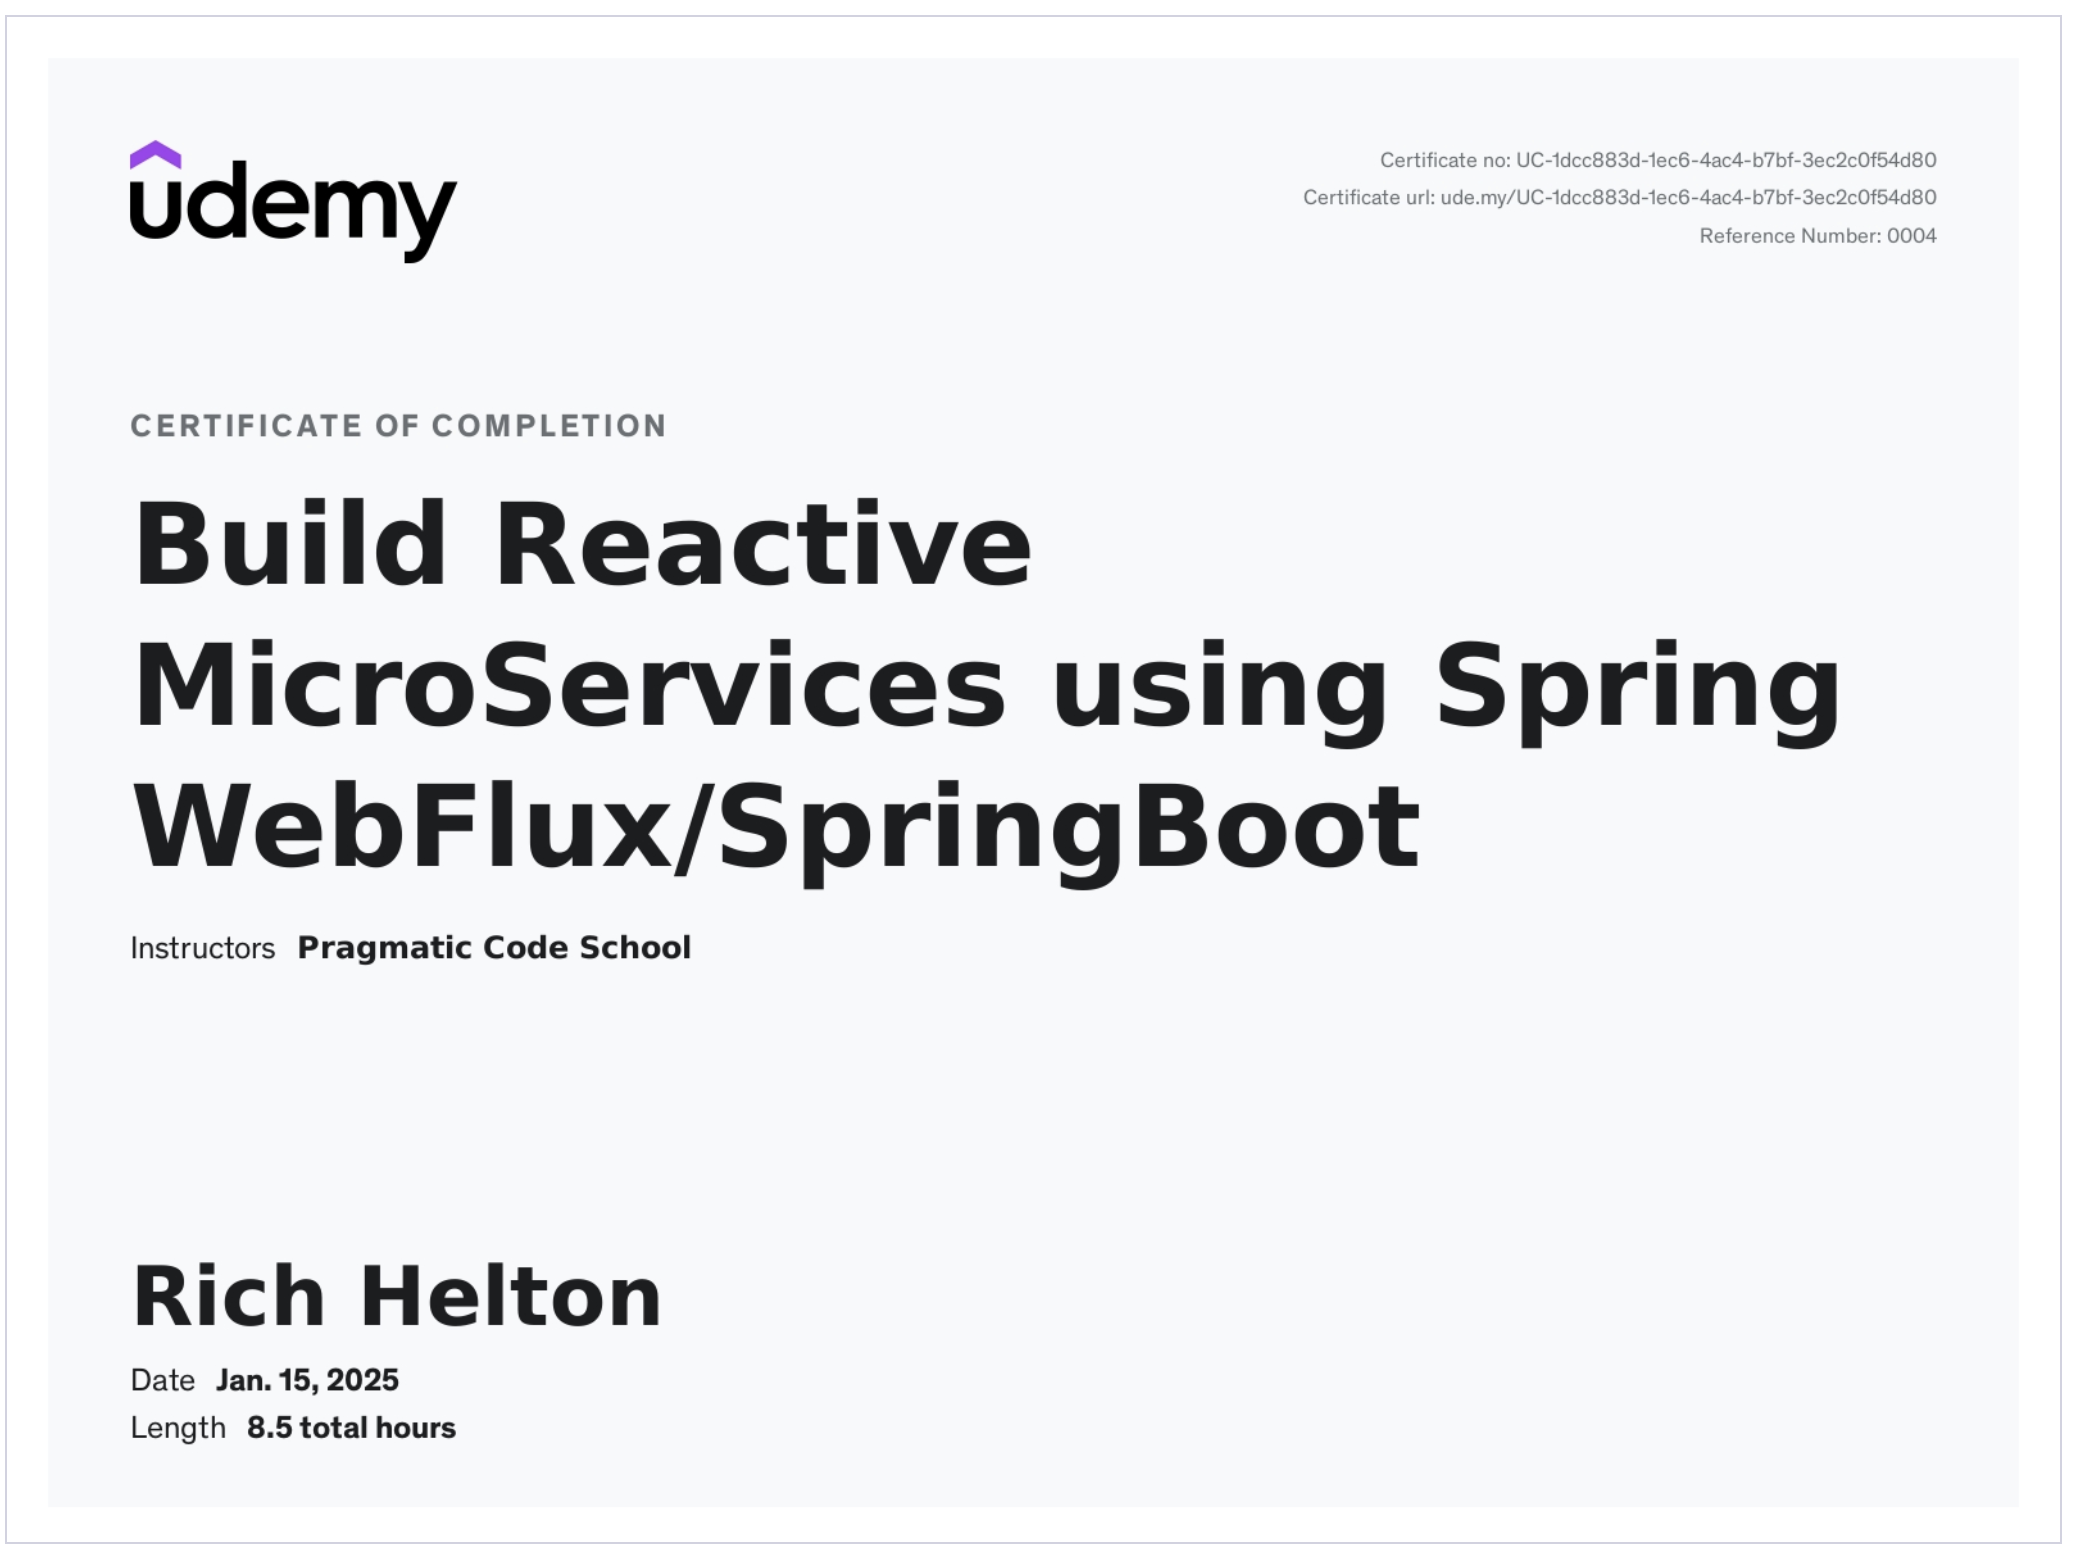 udemy
Certificate no: UC-1dcc883d-1ec6-4ac4-b7bf-3ec2c0f54d80
Certificate url: ude.my/UC-1dcc883d-1ec6-4ac4-b7bf-3ec2c0f54d80
Reference Number: 0004
CERTIFICATE OF COMPLETION
Build Reactive
MicroServices using Spring
WebFlux/SpringBoot
Instructors Pragmatic Code School
Rich Helton
Date Jan. 15, 2025
Length 8.5 total hours